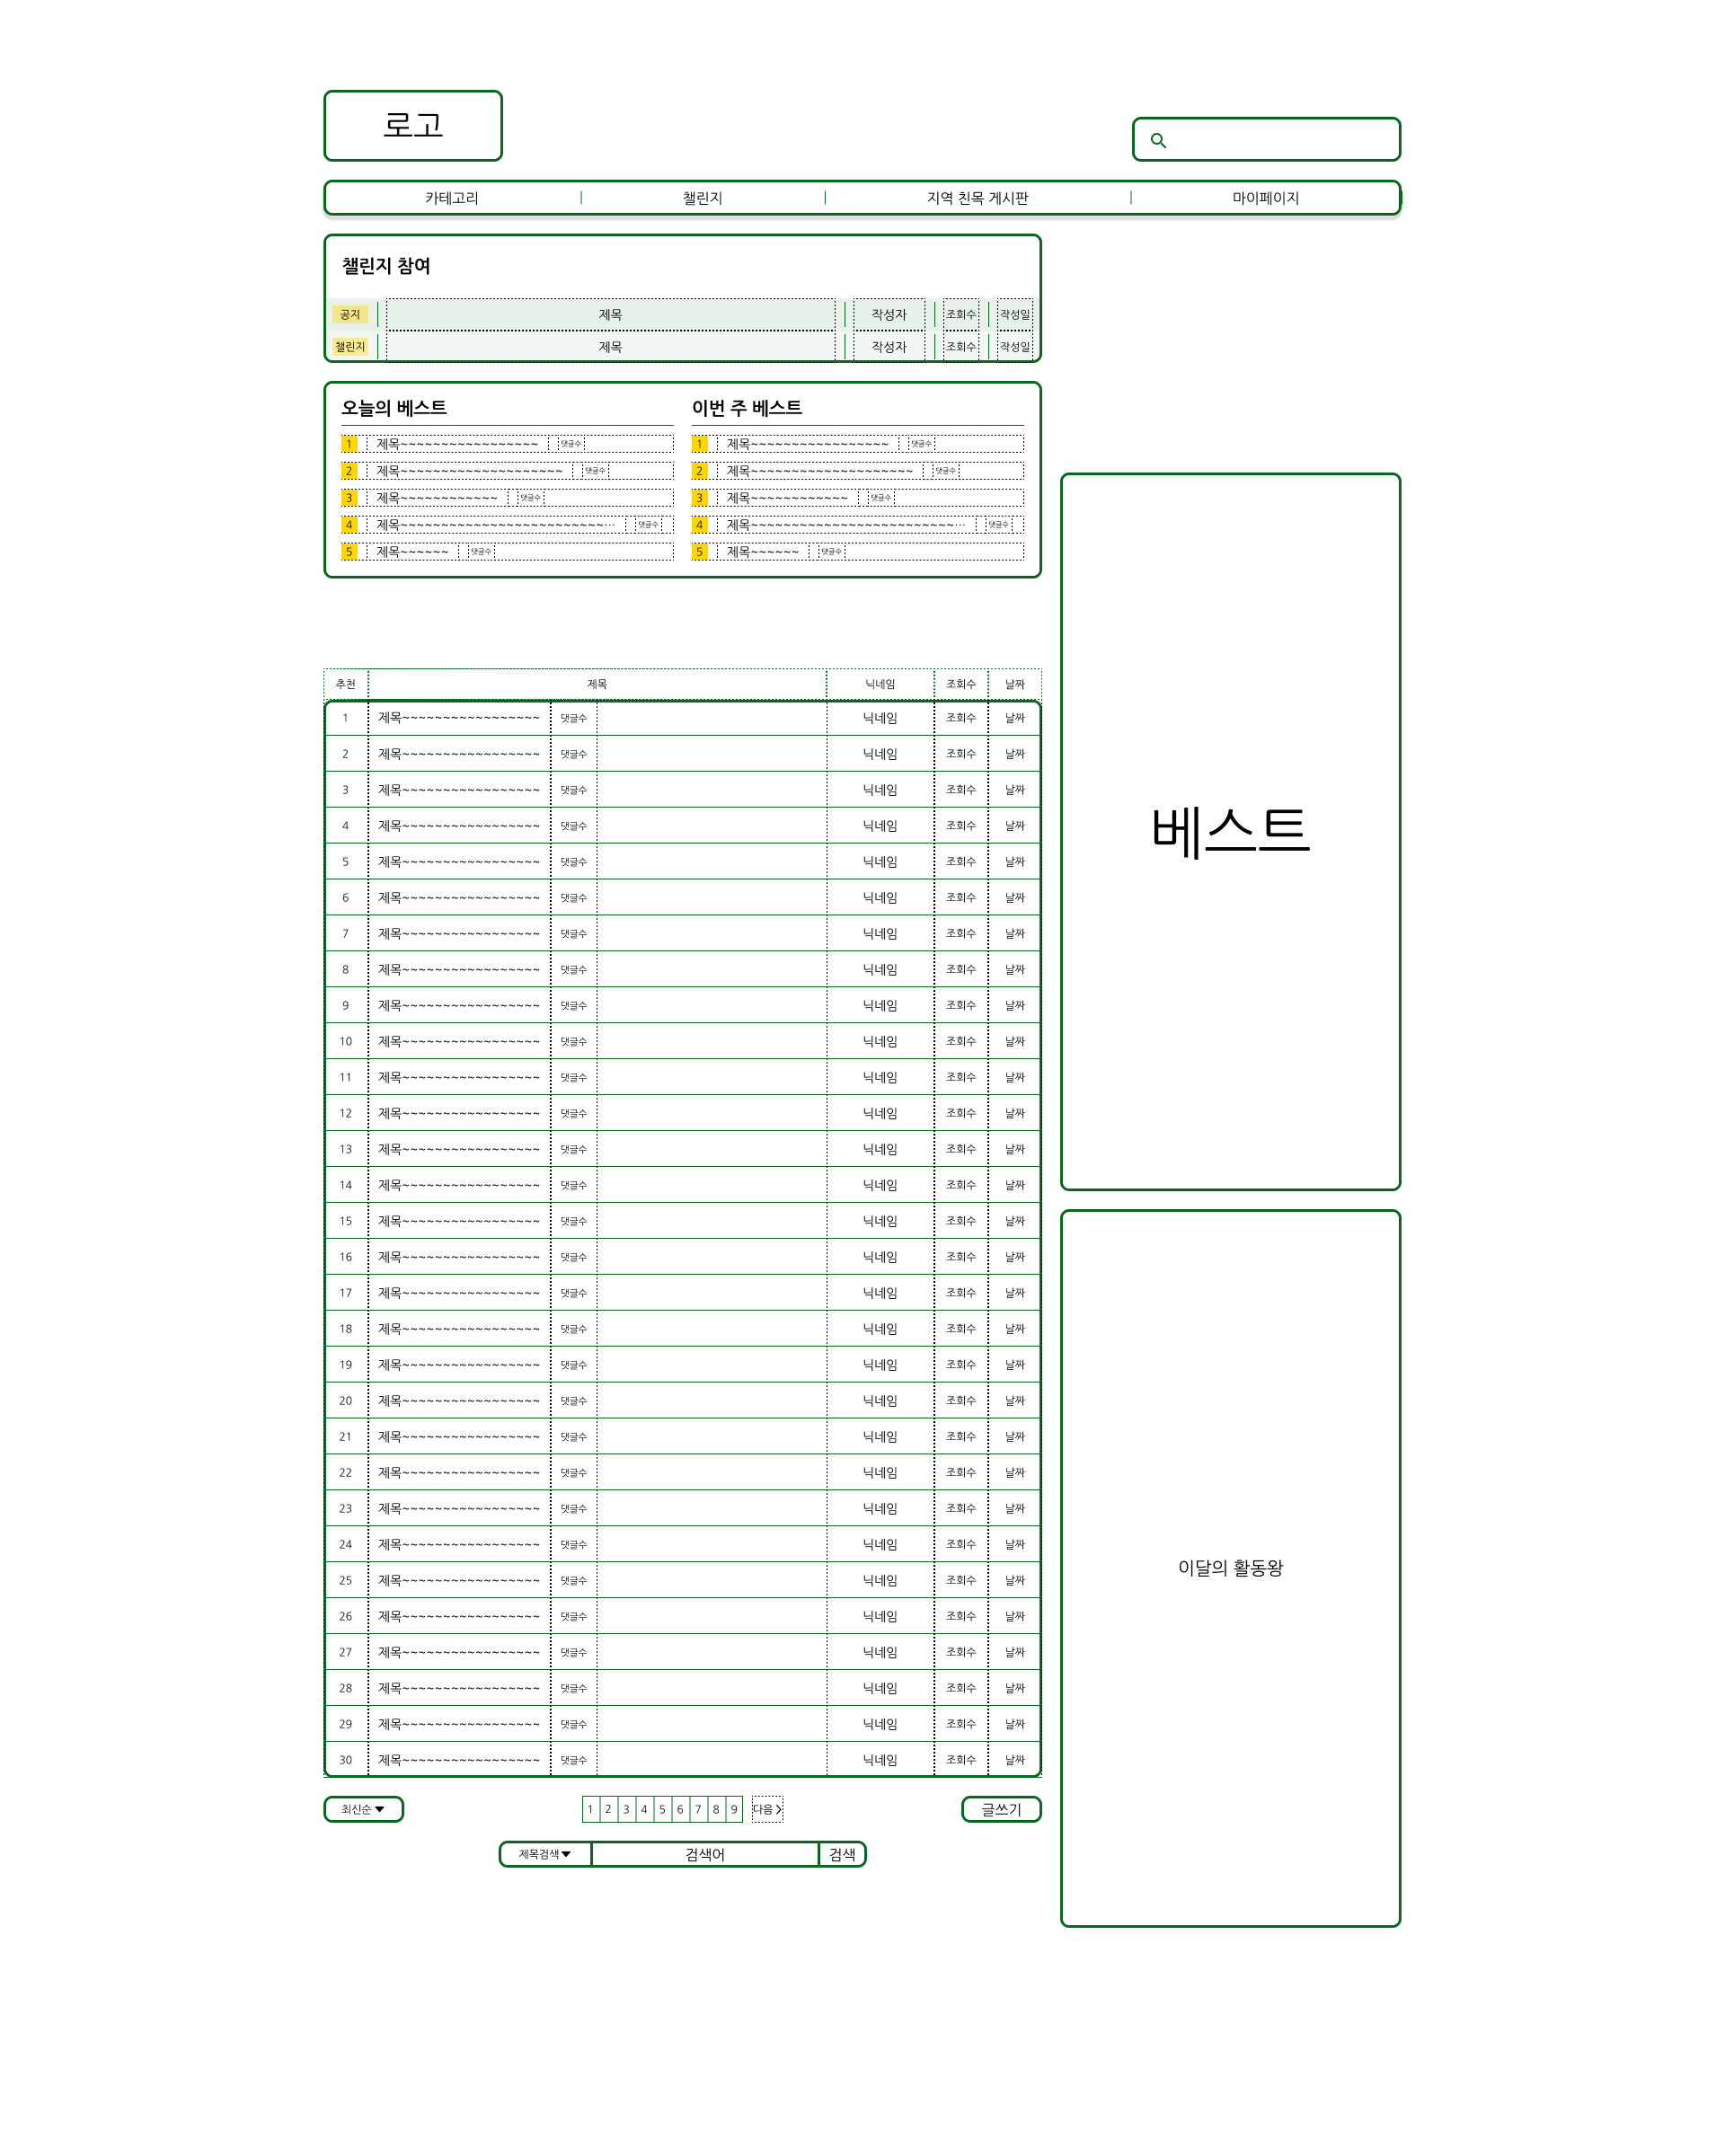 로고
카테고리 챌린지 지역 친목 게시판 마이페이지
챌린지 참여
공지 제목 작성자 조회수 작성일
챌린지 제목 작성자 조회수 작성일
오늘의 베스트 이번 주 베스트
1 제목~~~~~~~~~~~~~~~~~ 댓글수 1 제목~~~~~~~~~~~~~~~~~ 댓글수
2 제목~~~~~~~~~~~~~~~~~~~~ 댓글수 2 제목~~~~~~~~~~~~~~~~~~~~ 댓글수
3 제목~~~~~~~~~~~~ 댓글수 3 제목~~~~~~~~~~~~ 댓글수
4 제목~~~~~~~~~~~~~~~~~~~~~~~~~… 댓글수 4 제목~~~~~~~~~~~~~~~~~~~~~~~~~… 댓글수
5 제목~~~~~~ 댓글수 5 제목~~~~~~ 댓글수
추천 제목 닉네임 조회수 날짜
1 제목~~~~~~~~~~~~~~~~~ 댓글수 닉네임 조회수 날짜
2 제목~~~~~~~~~~~~~~~~~ 댓글수 닉네임 조회수 날짜
3 제목~~~~~~~~~~~~~~~~~ 댓글수 닉네임 조회수 날짜
4 제목~~~~~~~~~~~~~~~~~ 댓글수 닉네임 조회수 날짜
5 제목~~~~~~~~~~~~~~~~~ 댓글수 닉네임 조회수 날짜
6 제목~~~~~~~~~~~~~~~~~ 댓글수 닉네임 조회수 날짜
7 제목~~~~~~~~~~~~~~~~~ 댓글수 닉네임 조회수 날짜
8 제목~~~~~~~~~~~~~~~~~ 댓글수 닉네임 조회수 날짜
9 제목~~~~~~~~~~~~~~~~~ 댓글수 닉네임 조회수 날짜
10 제목~~~~~~~~~~~~~~~~~ 댓글수 닉네임 조회수 날짜
11 제목~~~~~~~~~~~~~~~~~ 댓글수 닉네임 조회수 날짜
12 제목~~~~~~~~~~~~~~~~~ 댓글수 닉네임 조회수 날짜
13 제목~~~~~~~~~~~~~~~~~ 댓글수 닉네임 조회수 날짜
14 제목~~~~~~~~~~~~~~~~~ 댓글수 닉네임 조회수 날짜
15 제목~~~~~~~~~~~~~~~~~ 댓글수 닉네임 조회수 날짜
16 제목~~~~~~~~~~~~~~~~~ 댓글수 닉네임 조회수 날짜
17 제목~~~~~~~~~~~~~~~~~ 댓글수 닉네임 조회수 날짜
18 제목~~~~~~~~~~~~~~~~~ 댓글수 닉네임 조회수 날짜
19 제목~~~~~~~~~~~~~~~~~ 댓글수 닉네임 조회수 날짜
20 제목~~~~~~~~~~~~~~~~~ 댓글수 닉네임 조회수 날짜
21 제목~~~~~~~~~~~~~~~~~ 댓글수 닉네임 조회수 날짜
22 제목~~~~~~~~~~~~~~~~~ 댓글수 닉네임 조회수 날짜
23 제목~~~~~~~~~~~~~~~~~ 댓글수 닉네임 조회수 날짜
24 제목~~~~~~~~~~~~~~~~~ 댓글수 닉네임 조회수 날짜
25 제목~~~~~~~~~~~~~~~~~ 댓글수 닉네임 조회수 날짜
26 제목~~~~~~~~~~~~~~~~~ 댓글수 닉네임 조회수 날짜
27 제목~~~~~~~~~~~~~~~~~ 댓글수 닉네임 조회수 날짜
28 제목~~~~~~~~~~~~~~~~~ 댓글수 닉네임 조회수 날짜
29 제목~~~~~~~~~~~~~~~~~ 댓글수 닉네임 조회수 날짜
30 제목~~~~~~~~~~~~~~~~~ 댓글수 닉네임 조회수 날짜
최신순 1 2 3 4 5 6 7 8 9 다음 글쓰기
제목검색 검색어 검색
베스트
이달의 활동왕